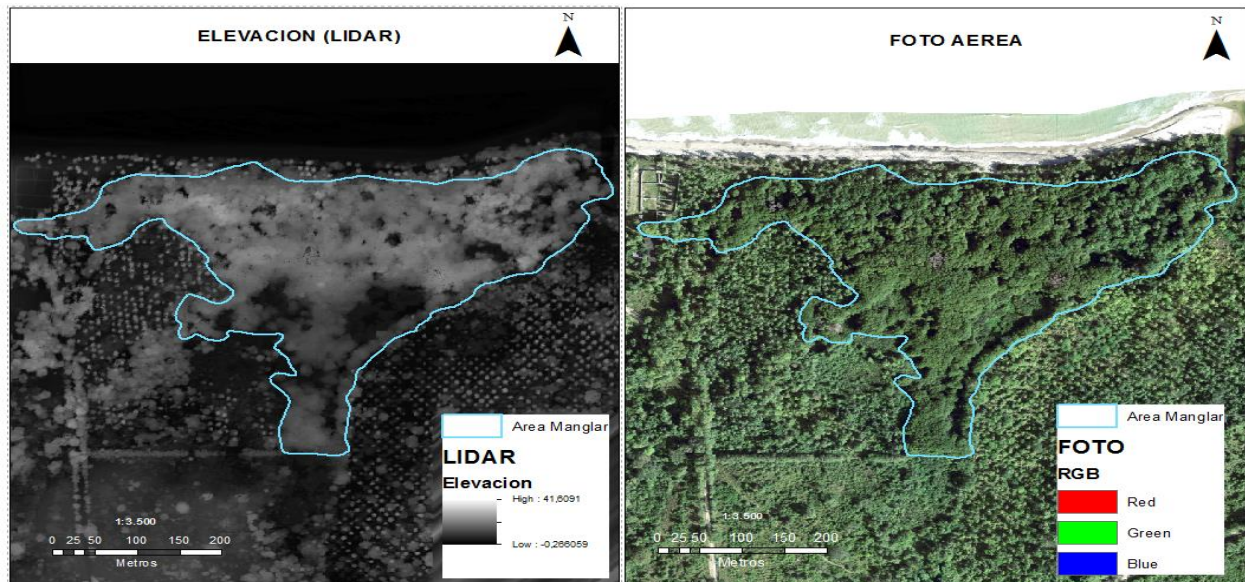 ELEVACION (LIDAR)
N
Area Manglar
LIDAR
Elevacion
High : 41,6091
Low : -0,266059
1:3.500
0 25 50 100 150 200
Metros
FOTO AEREA
N
Area Manglar
FOTO
RGB
Red
Green
Blue
1:3.500
0 25 50 100 150 200
Metros